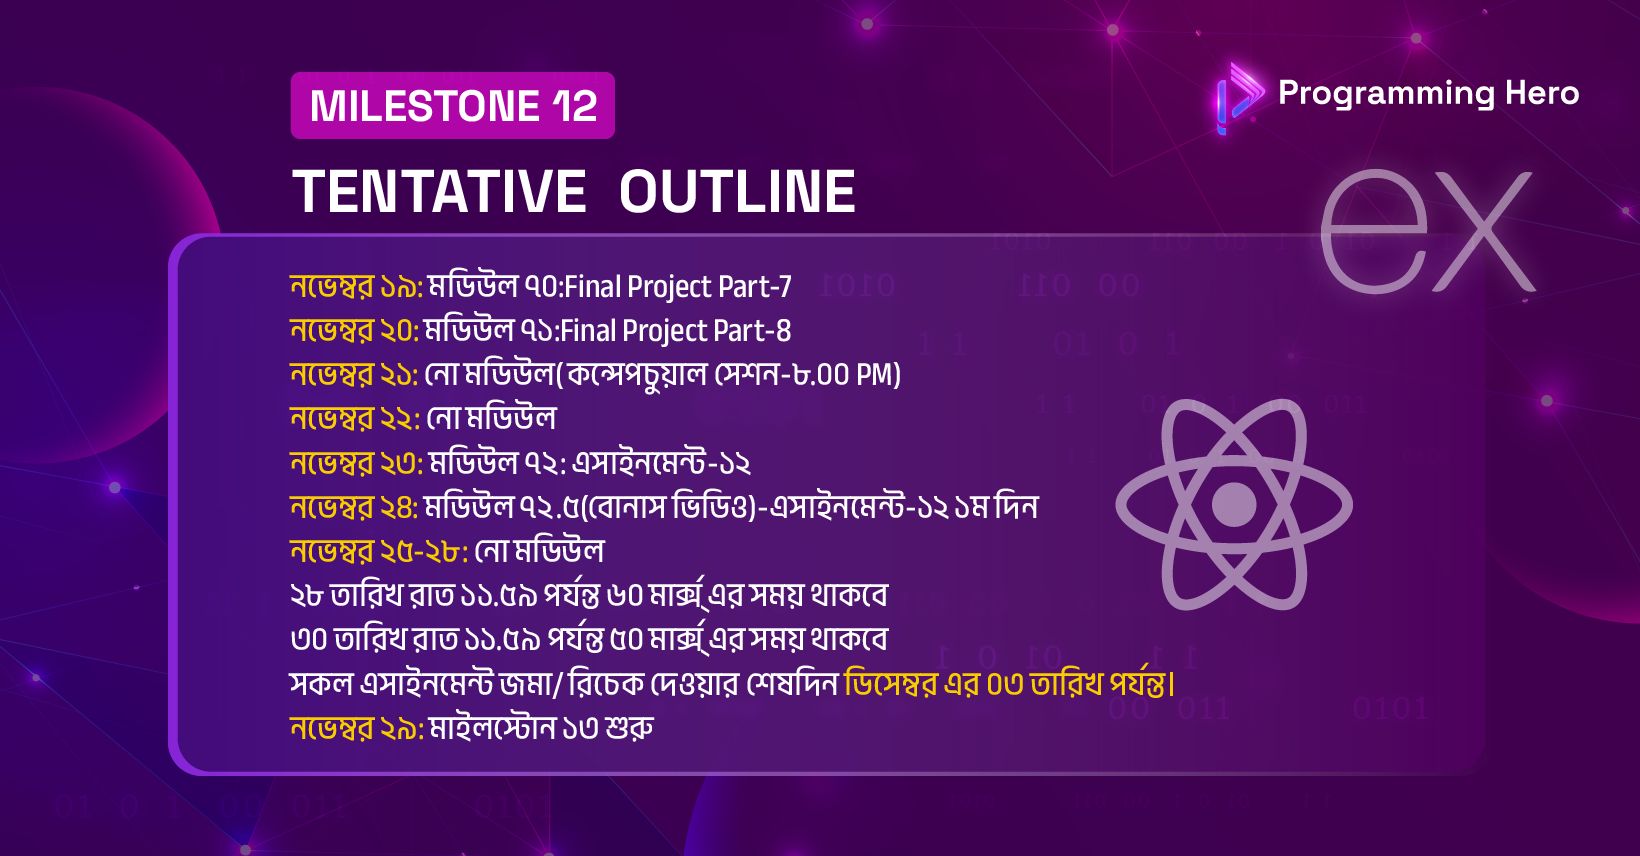 MILESTONE 12
Programming Hero
TENTATIVE OUTLINE
ex
নভেম্বর ১৯: মডিউল ৭০:Final Project Part-7
নভেম্বর ২০: মডিউল ৭১:Final Project Part-8
নভেম্বর ২১: নো মডিউল( কন্সেপচুয়াল সেশন-৮.00 PM)
নভেম্বর ২২: নো মডিউল
নভেম্বর ২৩: মডিউল ৭২: এসাইনমেন্ট-১২
নভেম্বর ২৪: মডিউল ৭২.৫(বোনাস ভিডিও)-এসাইনমেন্ট-১২ ১ম দিন
নভেম্বর ২৫-২৮: নো মডিউল
২৮ তারিখ রাত ১১.৫৯ পর্যন্ত ৬০ মার্ক্স্ এর সময় থাকবে
৩০ তারিখ রাত ১১.৫৯ পর্যন্ত ৫০ মার্ক্স্ এর সময় থাকবে
সকল এসাইনমেন্ট জমা/ রিচেক দেওয়ার শেষদিন ডিসেম্বর এর ০৩ তারিখ পর্যন্ত।
নভেম্বর ২৯: মাইলস্টোন ১৩ শুরু